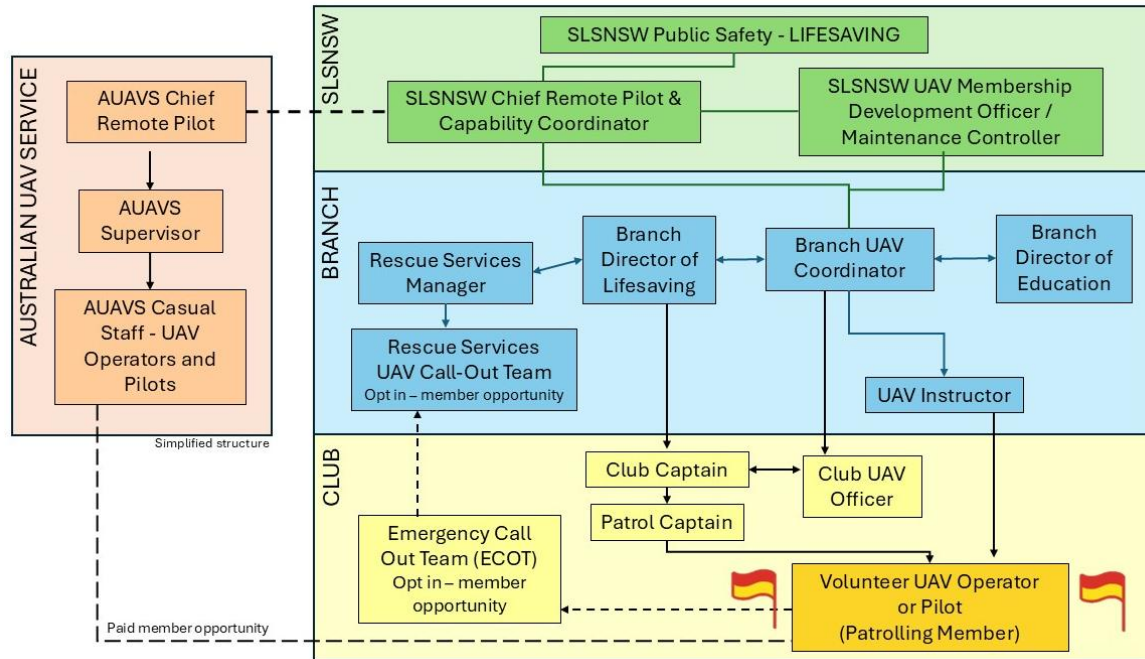 AUSTRALIAN UAV SERVICE
AUAVS Chief
Remote Pilot
AUAVS
Supervisor
AUAVS Casual
Staff - UAV
Operators and
Pilots
Simplified structure
SLSNSW
SLSNSW Public Safety - LIFESAVING
SLSNSW Chief Remote Pilot &
Capability Coordinator
SLSNSW UAV Membership
Development Officer /
Maintenance Controller
BRANCH
Rescue Services
Manager
Branch
Director of
Lifesaving
Branch UAV
Coordinator
Branch
Director of
Education
Rescue Services
UAV Call-Out Team
Opt in – member opportunity
UAV Instructor
CLUB
Club Captain
Club UAV
Officer
Patrol Captain
Emergency Call
Out Team (ECOT)
Opt in – member
opportunity
Volunteer UAV Operator
or Pilot
(Patrolling Member)
Paid member opportunity